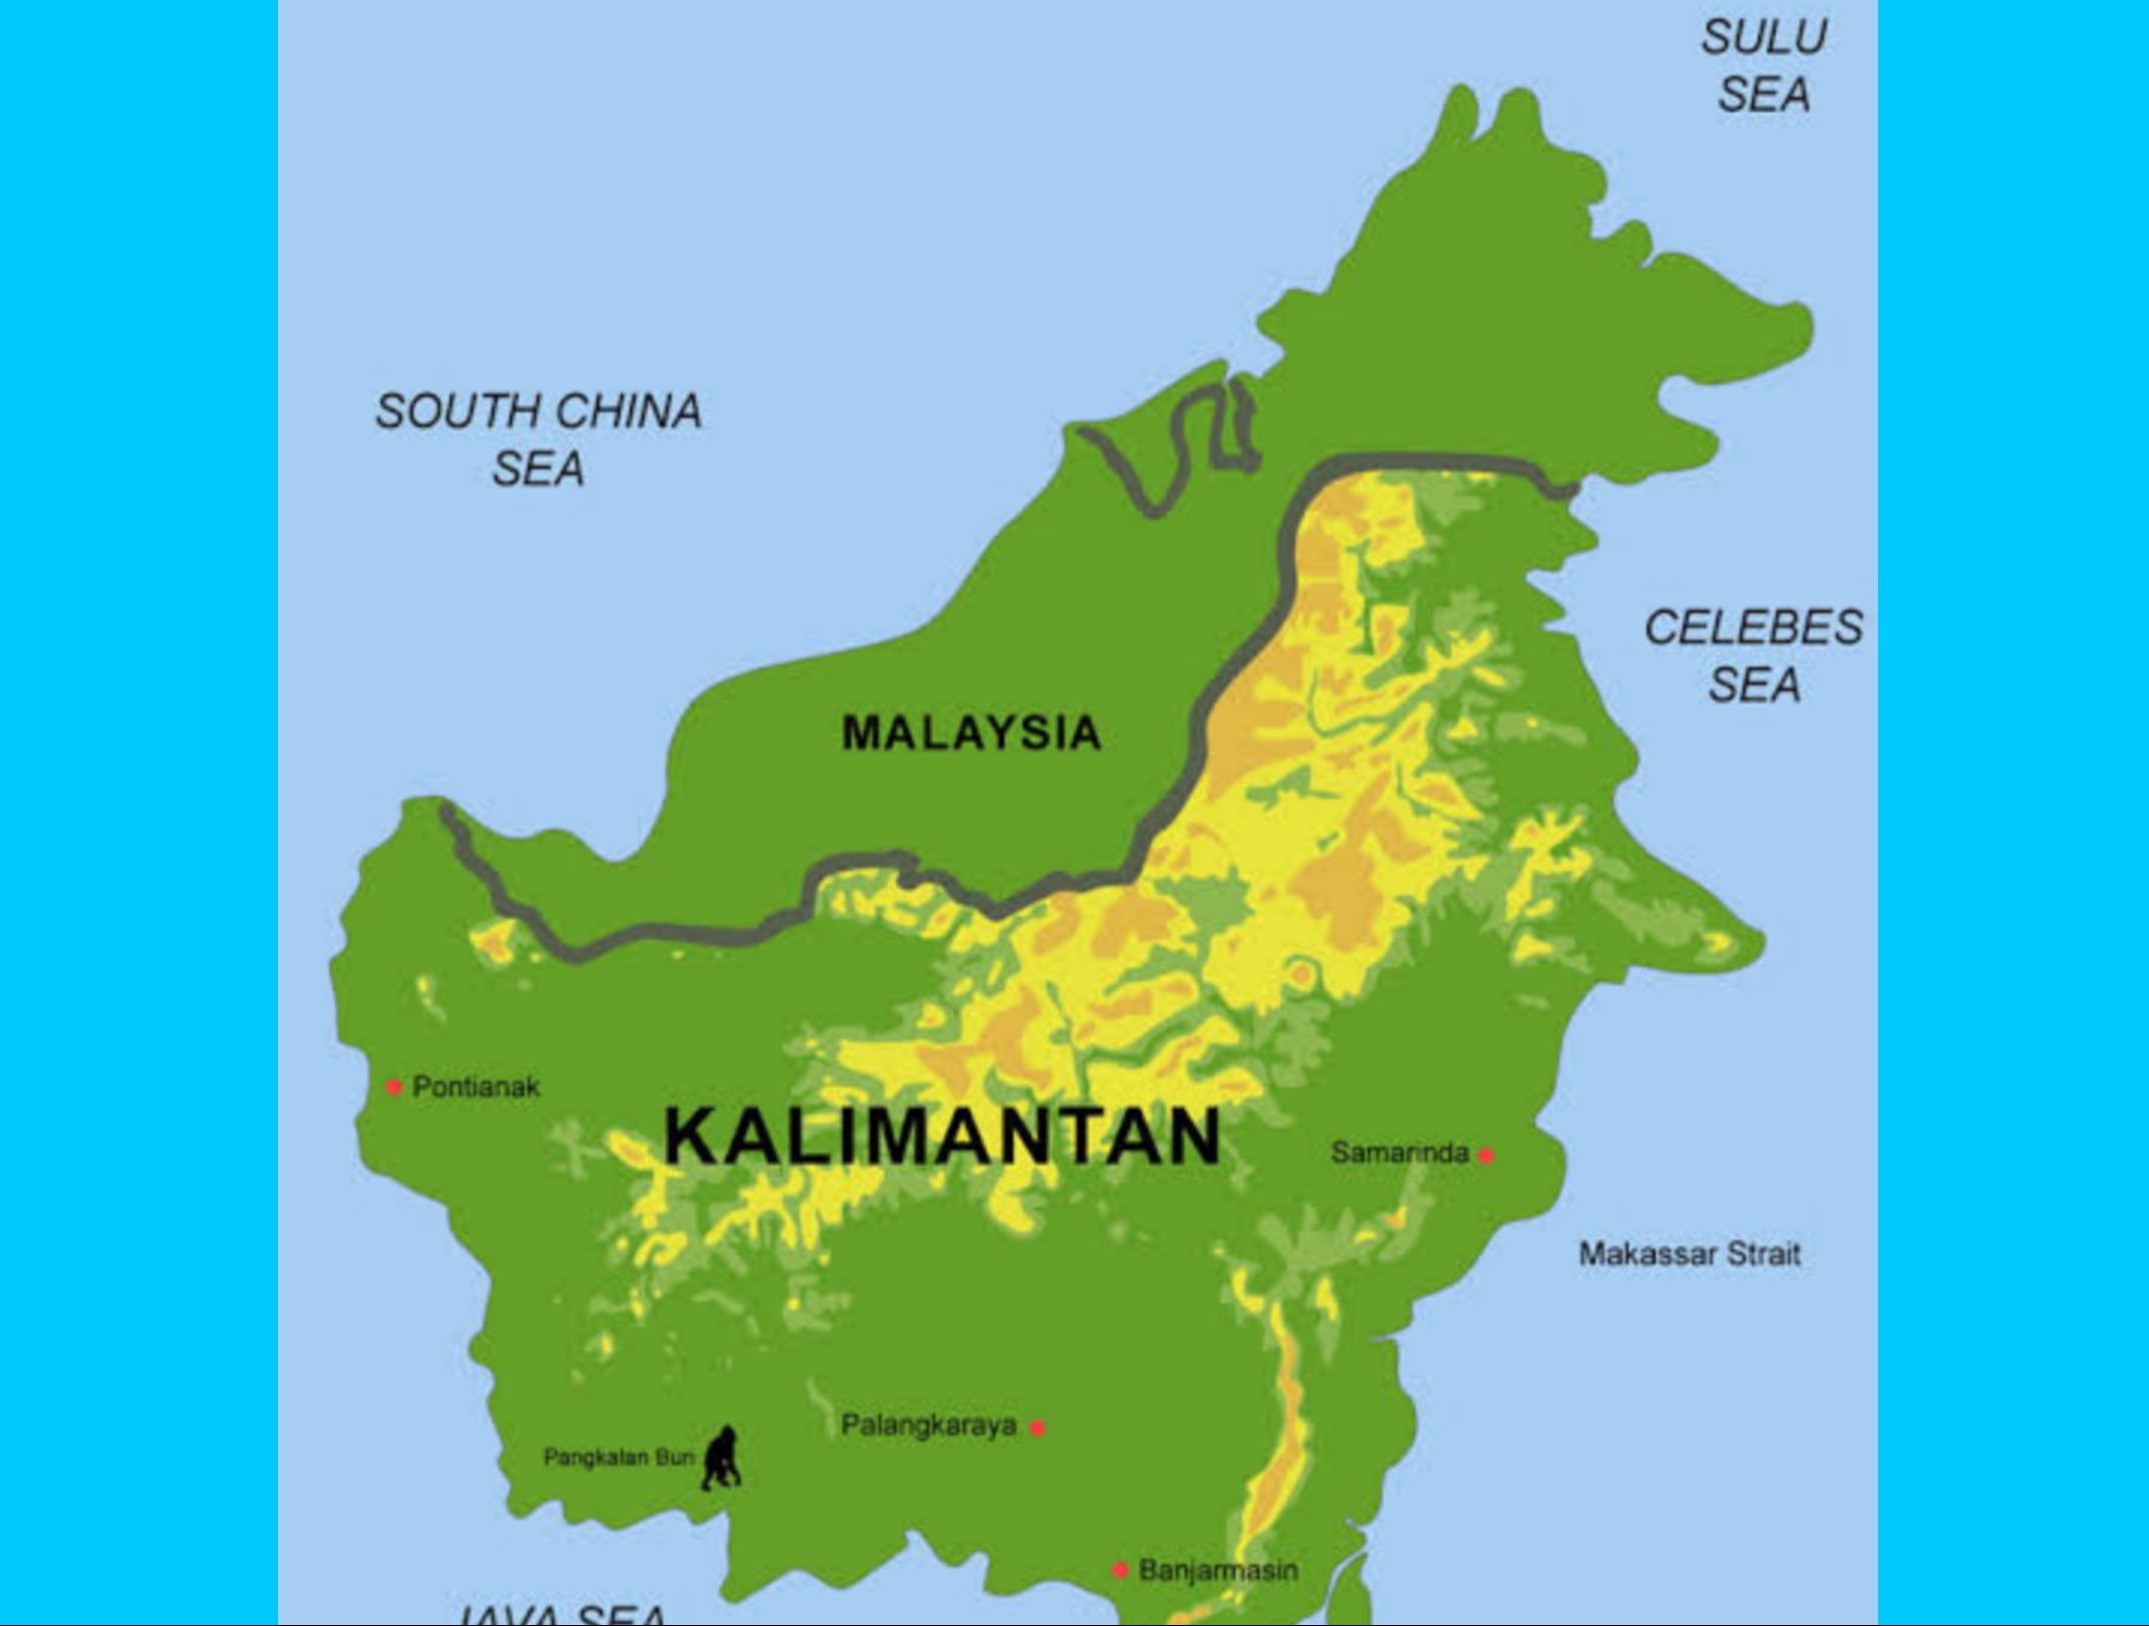 SULU
SEA
SOUTH CHINA
SEA
CELEBES
SEA
MALAYSIA
Pontianak
KALIMANTAN
Samarinda
Makassar Strait
Palangkaraya
Pangkalan Bun
Banjarmasin
JAVA SEA